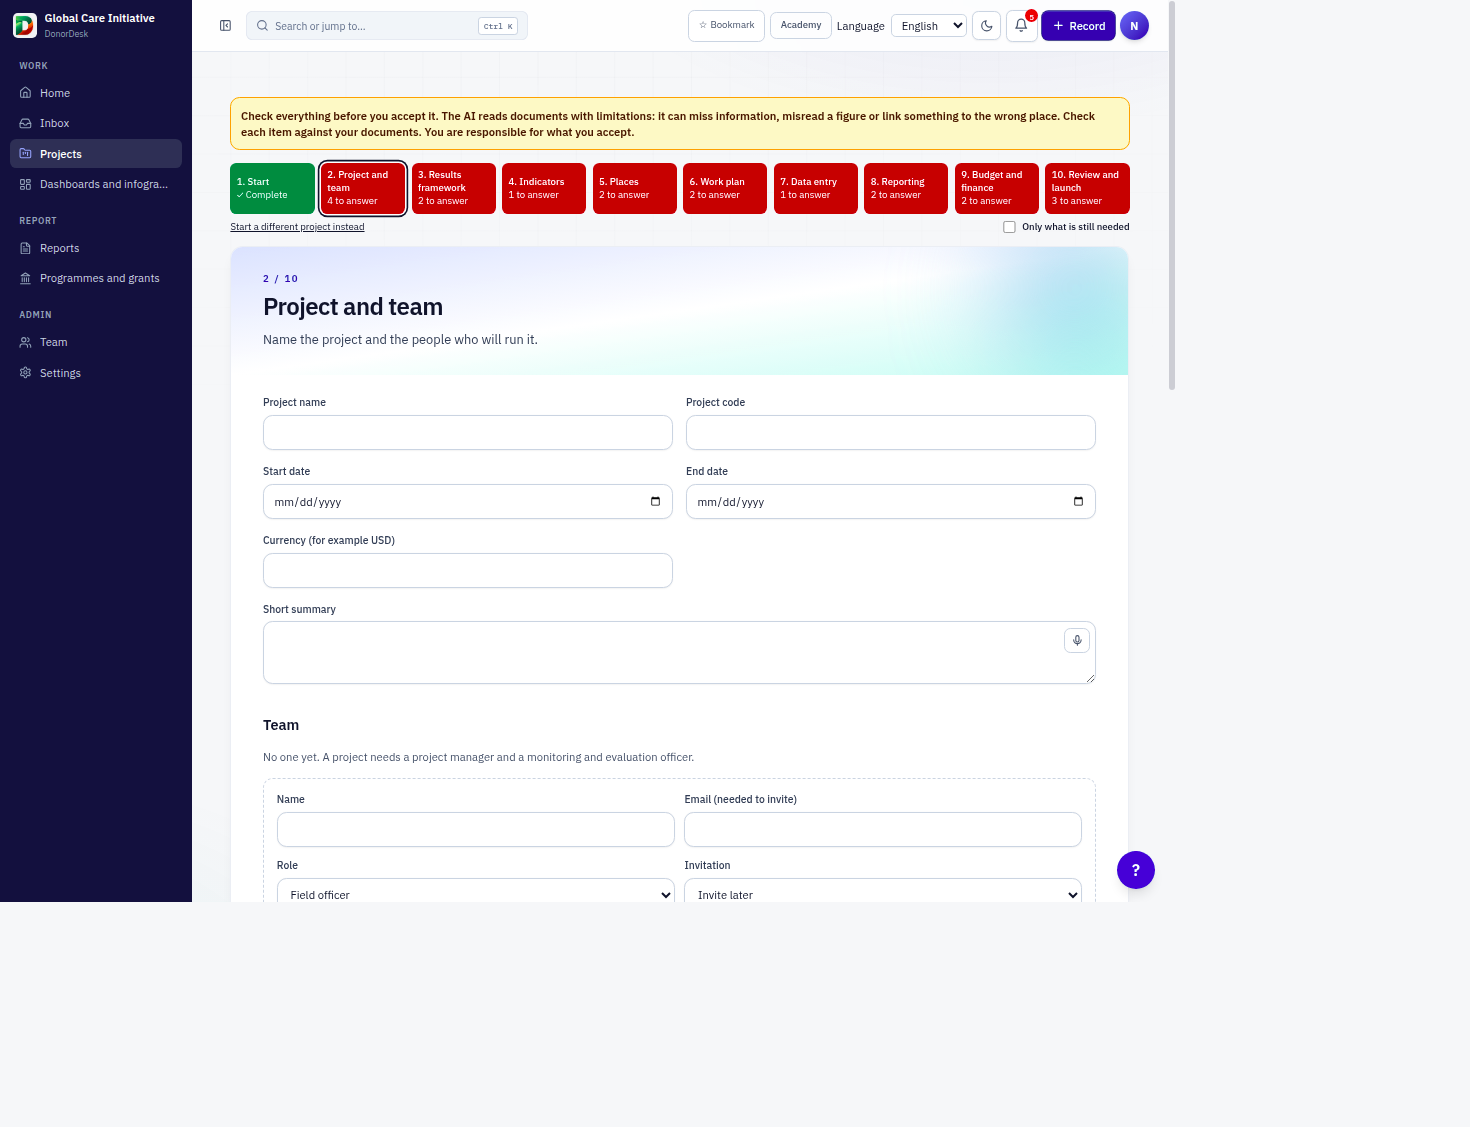 Global Care Initiative
DonorDesk
WORK
Home
Inbox
Projects
Dashboards and infogra...
REPORT
Reports
Programmes and grants
ADMIN
Team
Settings
Search or jump to...
Ctrl K
☆ Bookmark
Academy
Language
English
5
+ Record
N
Check everything before you accept it. The AI reads documents with limitations: it can miss information, misread a figure or link something to the wrong place. Check
each item against your documents. You are responsible for what you accept.
1. Start
✓ Complete
2. Project and
team
4 to answer
3. Results
framework
2 to answer
4. Indicators
1 to answer
5. Places
2 to answer
6. Work plan
2 to answer
7. Data entry
1 to answer
8. Reporting
2 to answer
9. Budget and
finance
2 to answer
10. Review and
launch
3 to answer
Start a different project instead
Only what is still needed
2 / 10
Project and team
Name the project and the people who will run it.
Project name
Project code
Start date
End date
mm/dd/yyyy
mm/dd/yyyy
Currency (for example USD)
Short summary
Team
No one yet. A project needs a project manager and a monitoring and evaluation officer.
Name
Email (needed to invite)
Role
Invitation
Field officer
Invite later
?